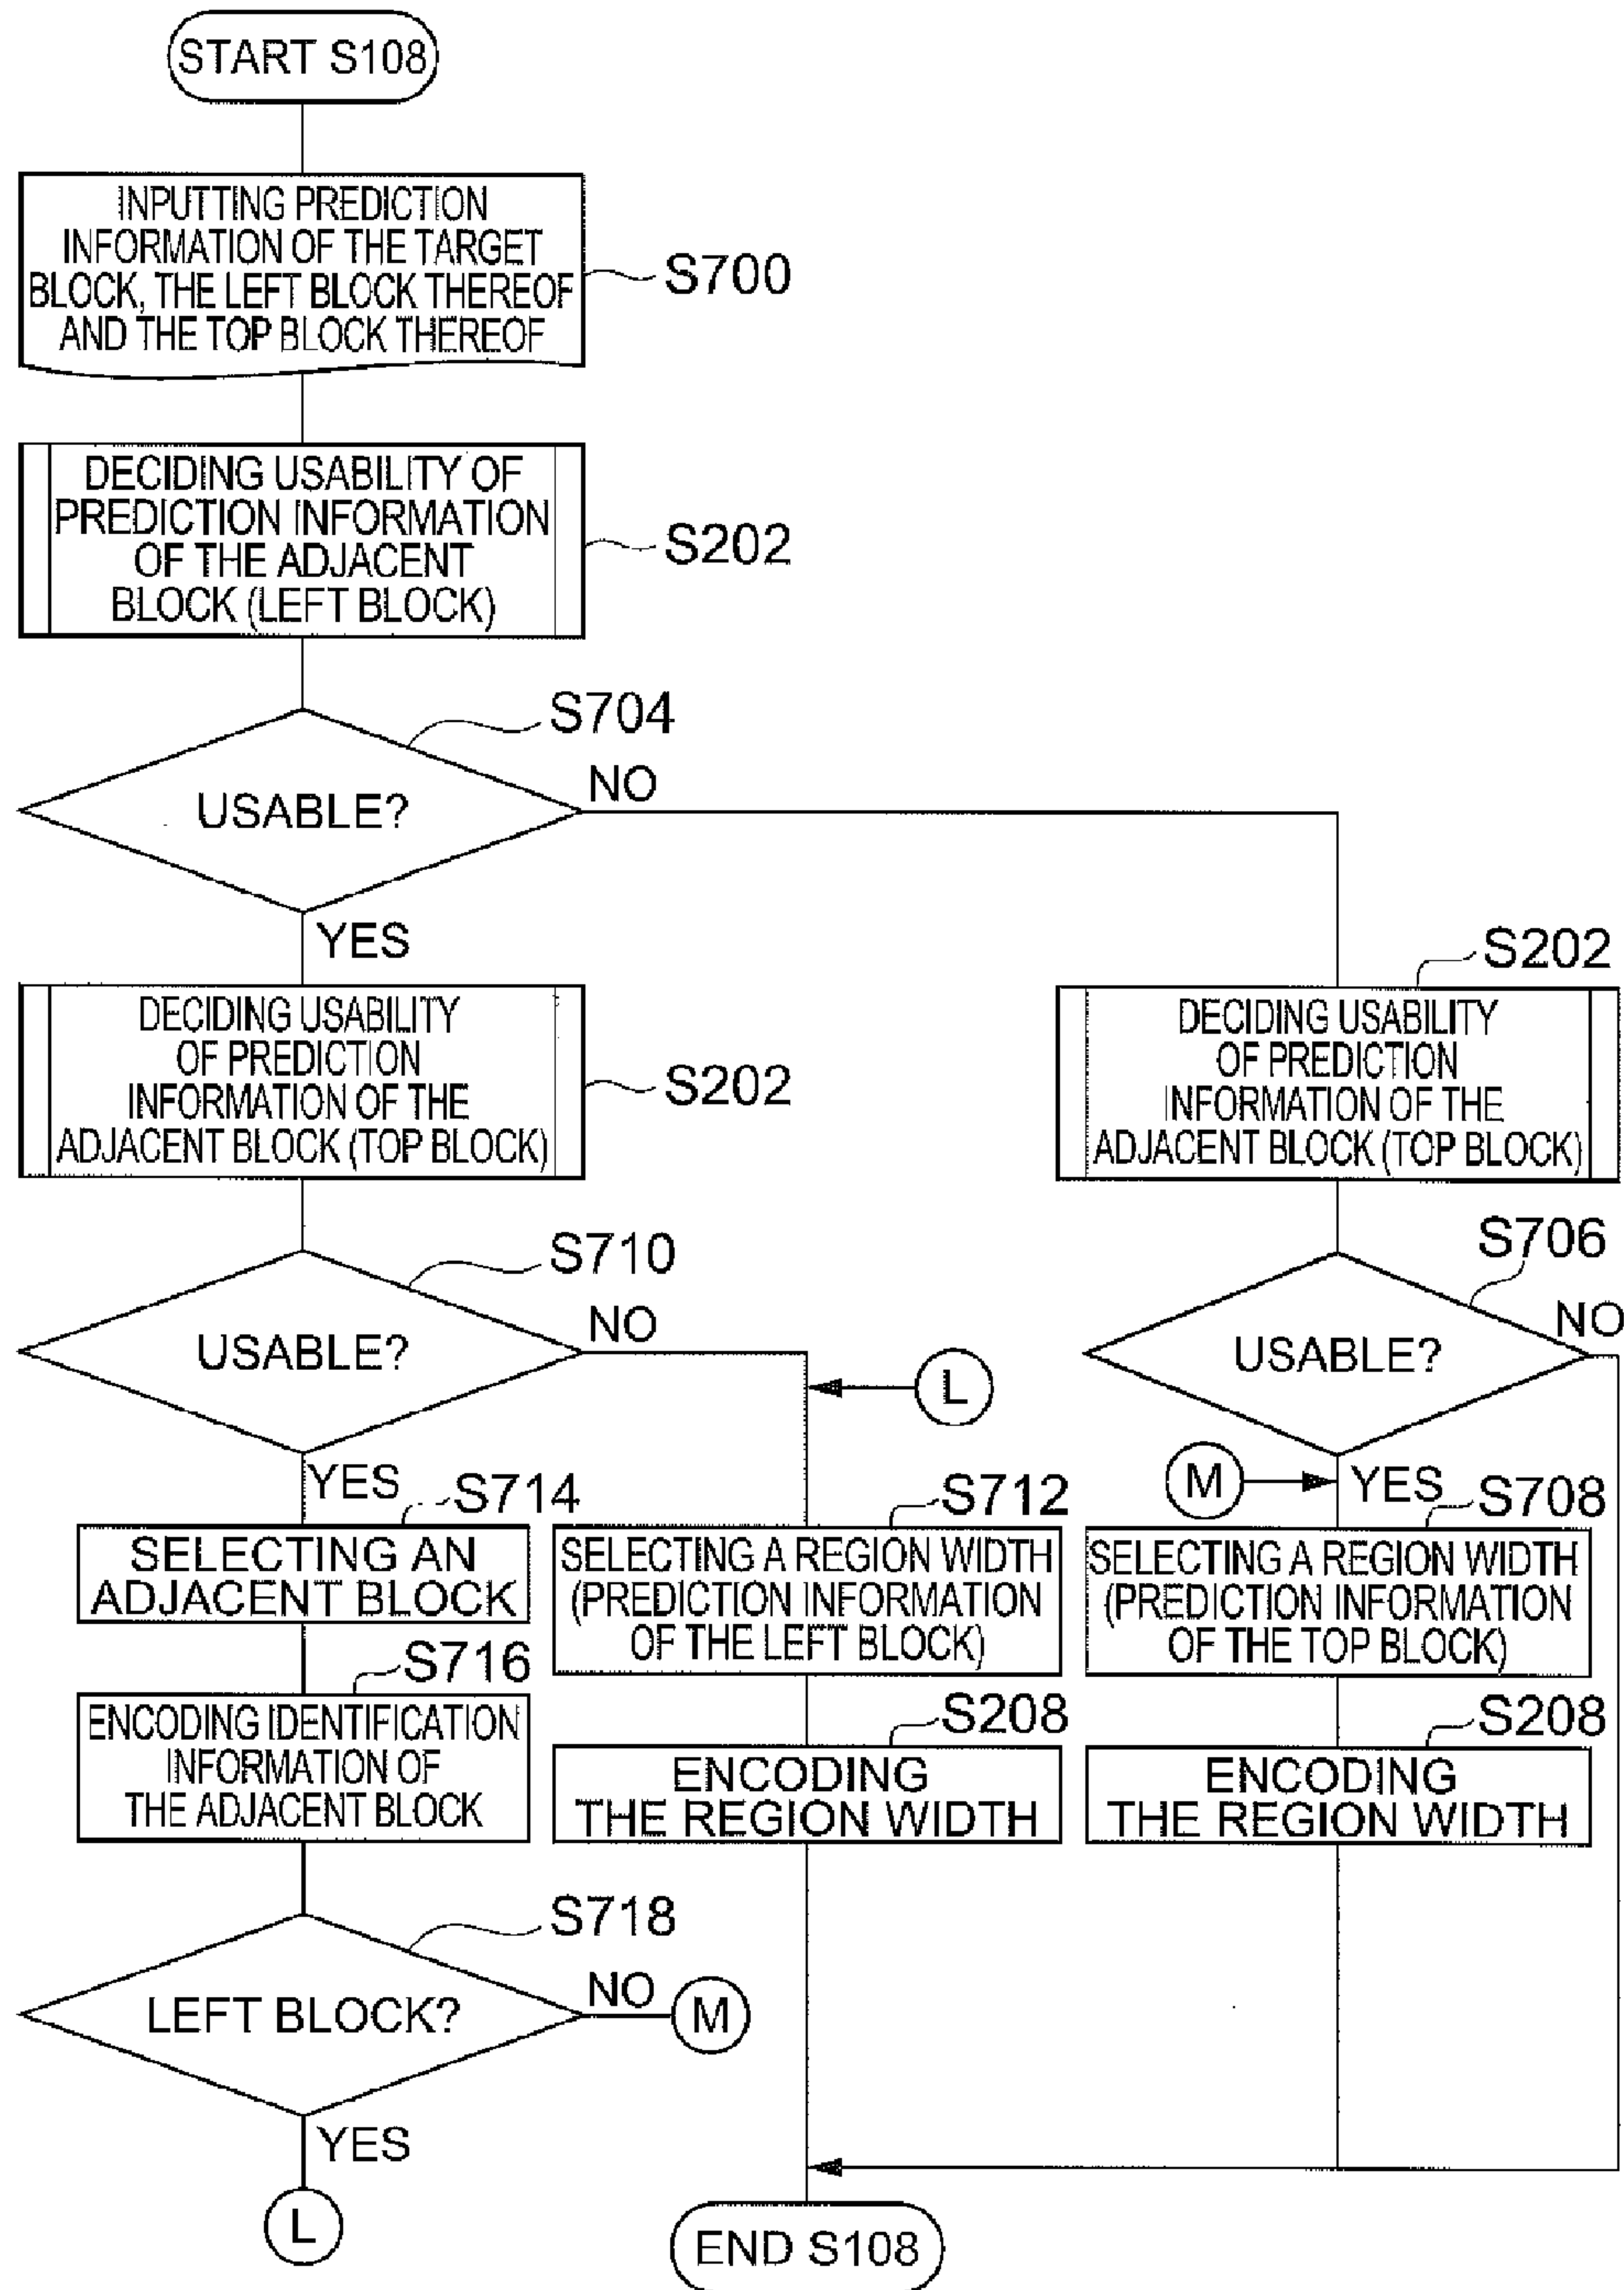 START S108
INPUTTING PREDICTION
INFORMATION OF THE TARGET
BLOCK, THE LEFT BLOCK THEREOF
AND THE TOP BLOCK THEREOF
S700
DECIDING USABILITY OF
PREDICTION INFORMATION
OF THE ADJACENT
BLOCK (LEFT BLOCK)
S202
S704
USABLE?
NO
YES
DECIDING USABILITY
OF PREDICTION
INFORMATION OF THE
ADJACENT BLOCK (TOP BLOCK)
S202
S202
DECIDING USABILITY
OF PREDICTION
INFORMATION OF THE
ADJACENT BLOCK (TOP BLOCK)
S710
USABLE?
NO
L
YES
S706
USABLE?
NO
M
YES
S714
SELECTING AN
ADJACENT BLOCK
S712
SELECTING A REGION WIDTH
(PREDICTION INFORMATION
OF THE LEFT BLOCK)
S708
SELECTING A REGION WIDTH
(PREDICTION INFORMATION
OF THE TOP BLOCK)
S716
ENCODING IDENTIFICATION
INFORMATION OF
THE ADJACENT BLOCK
S208
ENCODING
THE REGION WIDTH
S208
ENCODING
THE REGION WIDTH
S718
LEFT BLOCK?
NO
M
YES
L
END S108